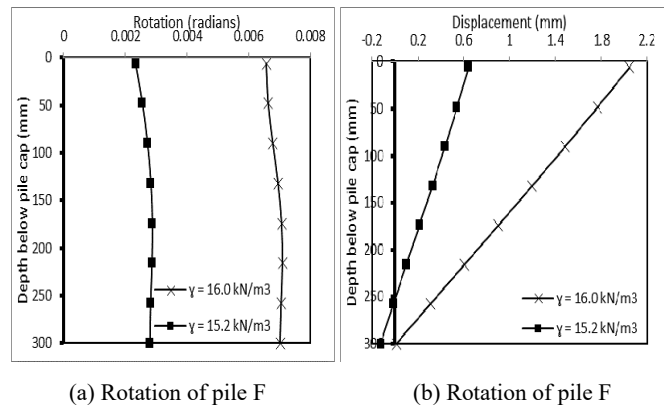 Rotation (radians)
0 0.002 0.004 0.006 0.008
0
50
100
150
200
250
300
Depth below pile cap (mm)
γ = 16.0 kN/m3
γ = 15.2 kN/m3
(a) Rotation of pile F
Displacement (mm)
-0.2 0.2 0.6 1 1.4 1.8 2.2
0
50
100
150
200
250
300
Depth below pile cap (mm)
γ = 16.0 kN/m3
γ = 15.2 kN/m3
(b) Rotation of pile F